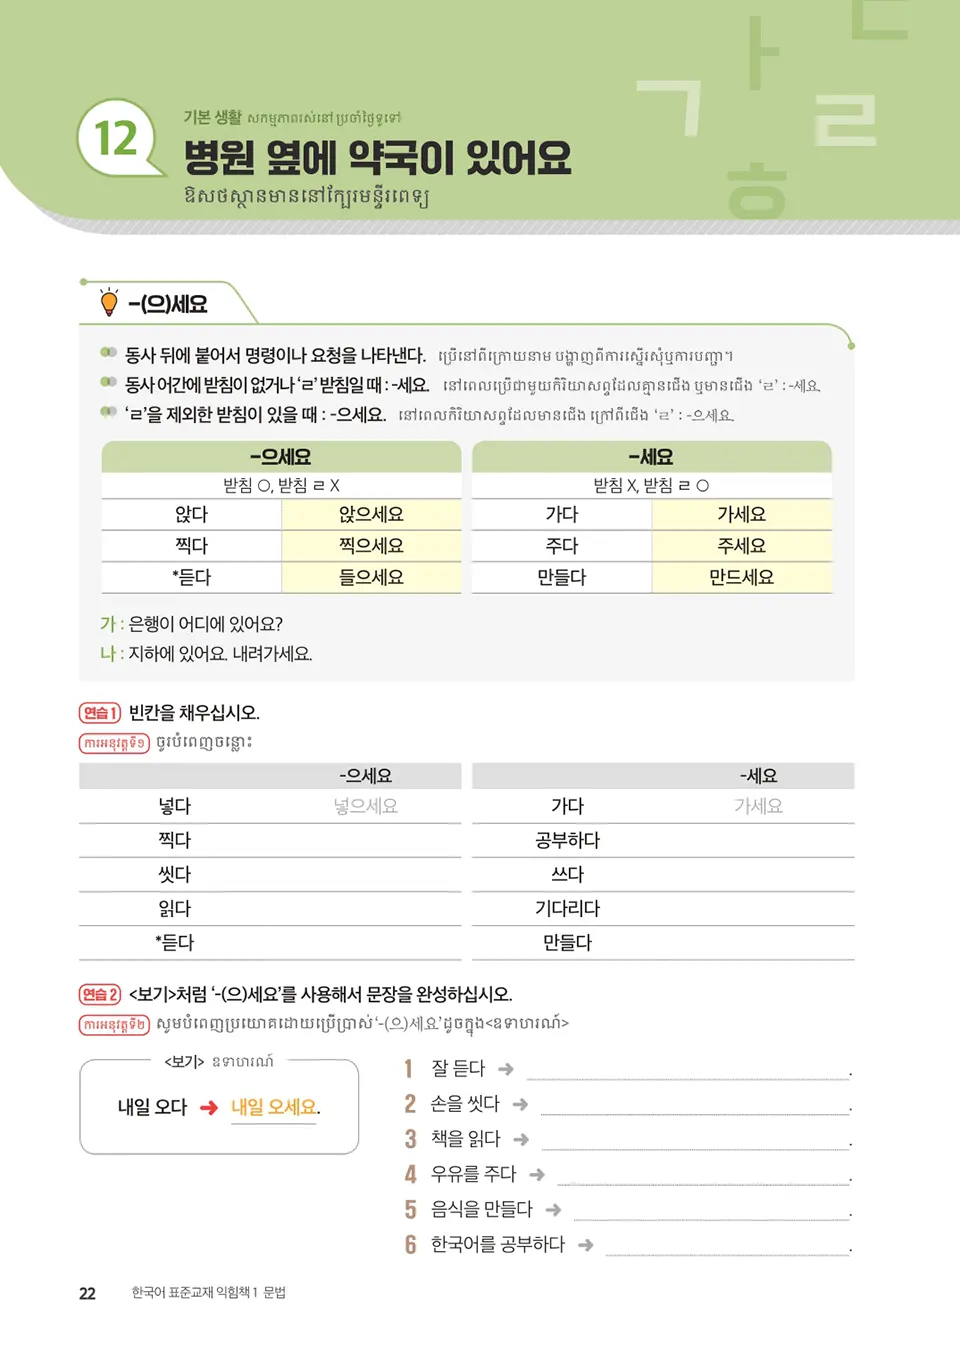 ㄱ ㅏ ㄷ ㄹ ㅎ
12
기본 생활 សកម្មភាពរស់នៅប្រចាំថ្ងៃទូទៅ
병원 옆에 약국이 있어요
ឱសថស្ថានមាននៅក្បែរមន្ទីរពេទ្យ
-(으)세요
동사 뒤에 붙어서 명령이나 요청을 나타낸다. ប្រើនៅពីក្រោយនាម បង្ហាញពីការស្នើរសុំឬការបញ្ជា។
동사 어간에 받침이 없거나 ‘ㄹ’ 받침일 때 : -세요. នៅពេលប្រើជាមួយកិរិយាសព្ទដែលគ្មានជើង ឬមានជើង ‘ㄹ’ : -세요.
‘ㄹ’을 제외한 받침이 있을 때 : -으세요. នៅពេលកិរិយាសព្ទដែលមានជើង ក្រៅពីជើង ‘ㄹ’ : -으세요.
-으세요 -세요
받침 O, 받침 ㄹ X 받침 X, 받침 ㄹ O
앉다 앉으세요 가다 가세요
찍다 찍으세요 주다 주세요
*듣다 들으세요 만들다 만드세요
가 : 은행이 어디에 있어요?
나 : 지하에 있어요. 내려가세요.
연습 1 빈칸을 채우십시오.
ការអនុវត្តទី១ ចូរបំពេញចន្លោះ
-으세요 -세요
넣다 넣으세요 가다 가세요
찍다 공부하다
씻다 쓰다
읽다 기다리다
*듣다 만들다
연습 2 <보기>처럼 ‘-(으)세요’를 사용해서 문장을 완성하십시오.
ការអនុវត្តទី២ សូមបំពេញប្រយោគដោយប្រើប្រាស់ ‘-(으)세요’ដូចក្នុង<ឧទាហរណ៍>
<보기> ឧទាហរណ៍
내일 오다 ➜ 내일 오세요.
1 잘 듣다 ➜ .
2 손을 씻다 ➜ .
3 책을 읽다 ➜ .
4 우유를 주다 ➜ .
5 음식을 만들다 ➜ .
6 한국어를 공부하다 ➜ .
22 한국어 표준교재 익힘책 1 문법